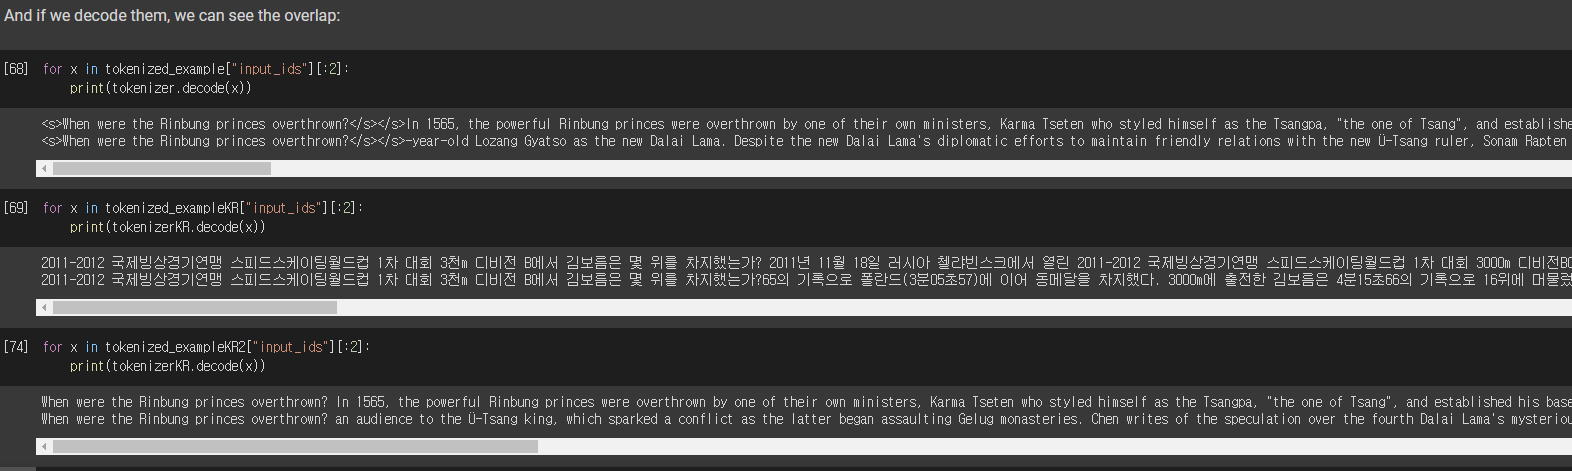 And if we decode them, we can see the overlap:
[68] for x in tokenized_example["input_ids"][:2]:
print(tokenizer.decode(x))
<s>When were the Rinbung princes overthrown?</s></s>In 1565, the powerful Rinbung princes were overthrown by one of their own ministers, Karma Tseten who styled himself as the Tsangpa, "the one of Tsang", and establishe
<s>When were the Rinbung princes overthrown?</s></s>-year-old Lozang Gyatso as the new Dalai Lama. Despite the new Dalai Lama's diplomatic efforts to maintain friendly relations with the new Ü-Tsang ruler, Sonam Rapten
[69] for x in tokenized_exampleKR["input_ids"][:2]:
print(tokenizerKR.decode(x))
2011-2012 국제빙상경기연맹 스피드스케이팅월드컵 1차 대회 3천m 디비전 B에서 김보름은 몇 위를 차지했는가? 2011년 11월 18일 러시아 첼랴빈스크에서 열린 2011-2012 국제빙상경기연맹 스피드스케이팅월드컵 1차 대회 3000m 디비전B0
2011-2012 국제빙상경기연맹 스피드스케이팅월드컵 1차 대회 3천m 디비전 B에서 김보름은 몇 위를 차지했는가?65의 기록으로 폴란드(3분05초57)에 이어 동메달을 차지했다. 3000m에 출전한 김보름은 4분15초66의 기록으로 16위에 머물렀
[74] for x in tokenized_exampleKR2["input_ids"][:2]:
print(tokenizerKR.decode(x))
When were the Rinbung princes overthrown? In 1565, the powerful Rinbung princes were overthrown by one of their own ministers, Karma Tseten who styled himself as the Tsangpa, "the one of Tsang", and established his base
When were the Rinbung princes overthrown? an audience to the Ü-Tsang king, which sparked a conflict as the latter began assaulting Gelug monasteries. Chen writes of the speculation over the fourth Dalai Lama's mysteriou